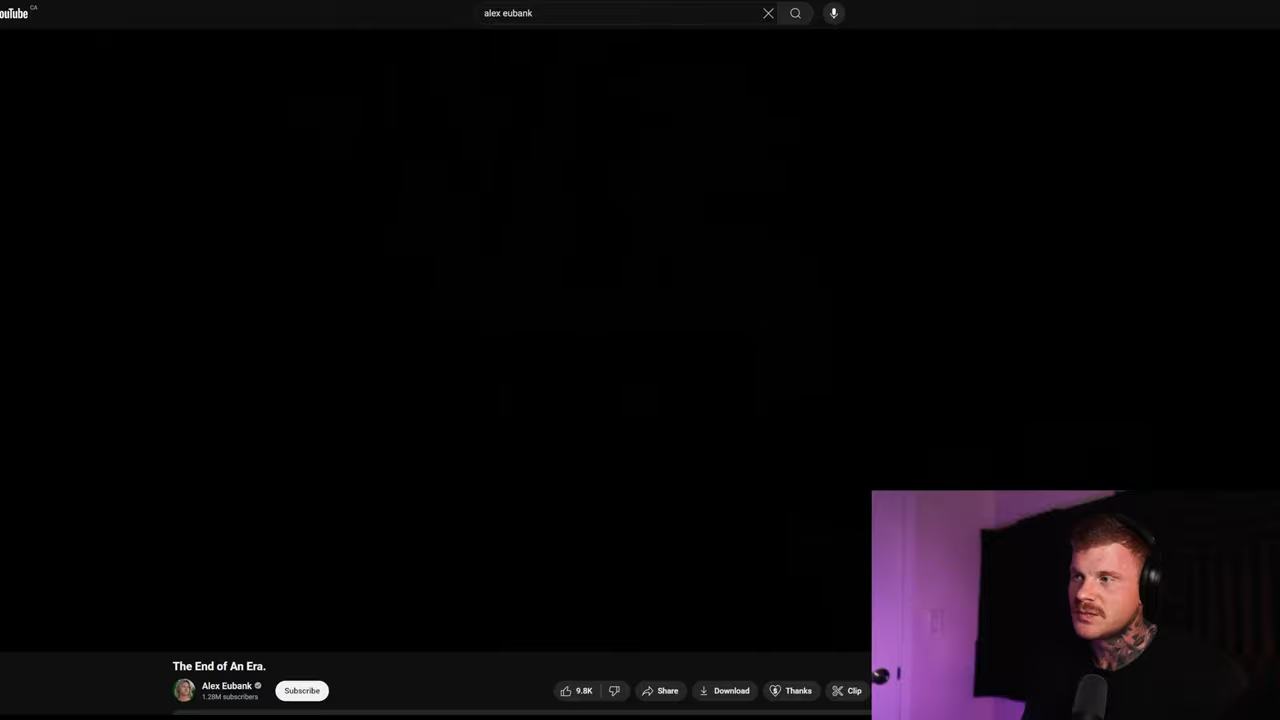 CA
alex eubank
The End of An Era.
Alex Eubank
1.28M subscribers
Subscribe
9.8K
Share
Download
Thanks
Clip